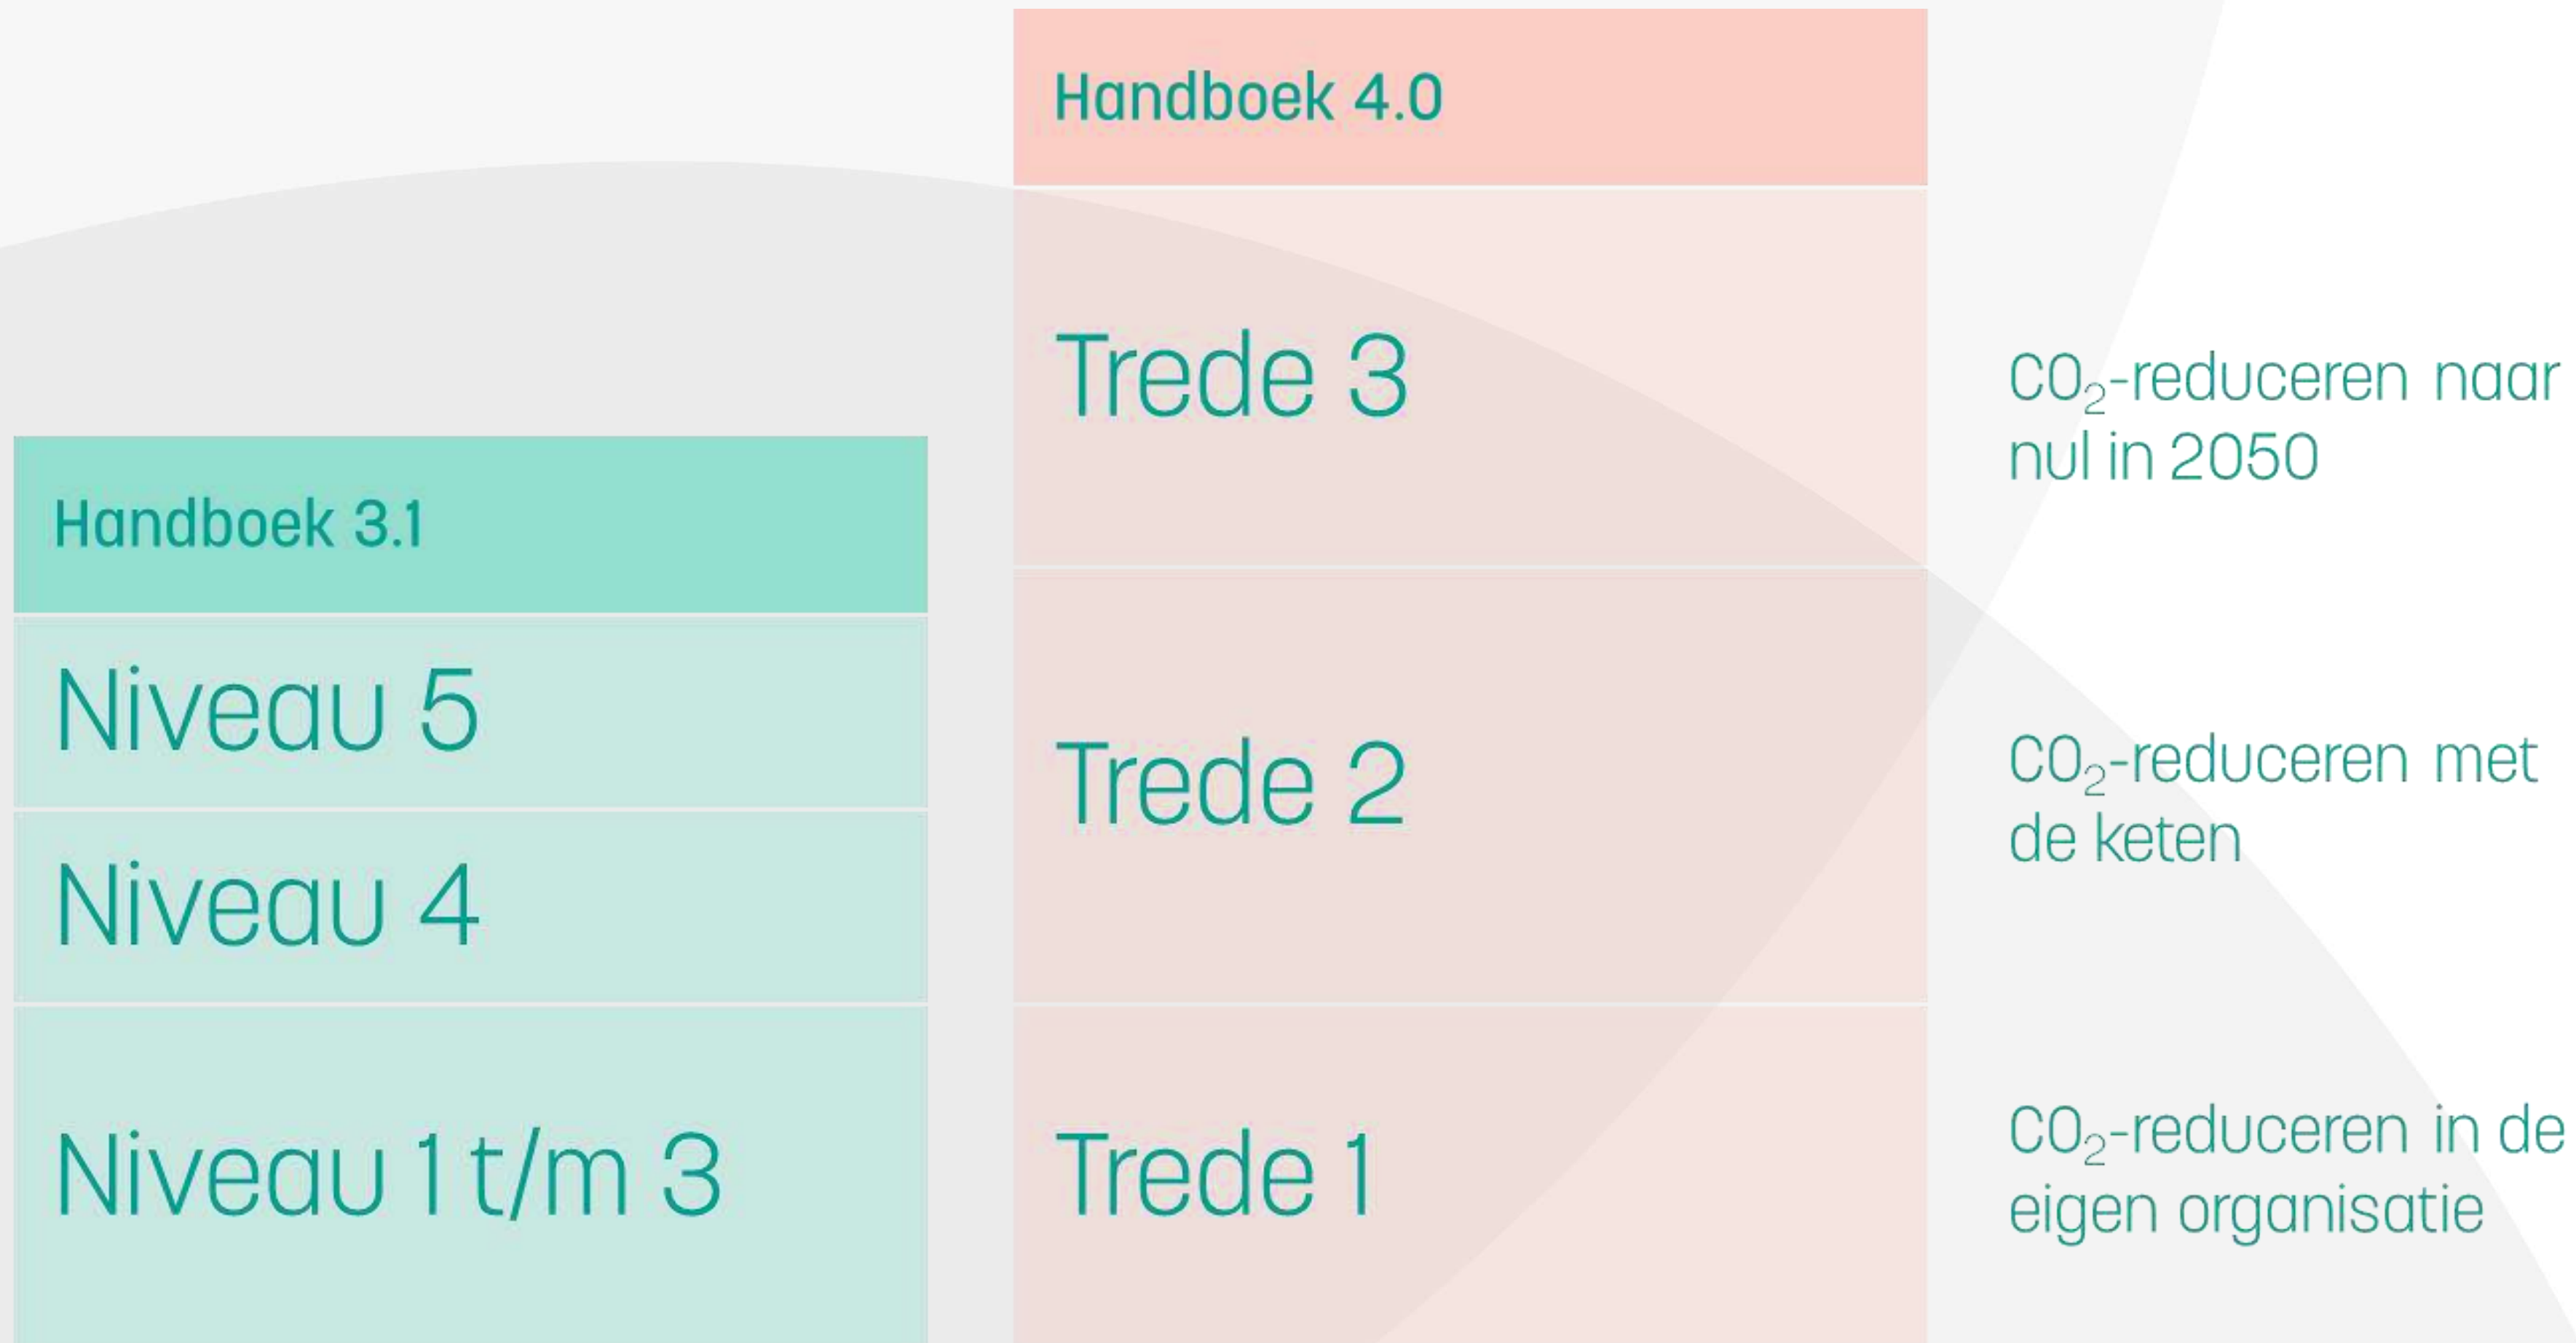 Handboek 3.1
Niveau 5
Niveau 4
Niveau 1 t/m 3
Handboek 4.0
Trede 3
Trede 2
Trede 1
CO₂-reduceren naar
nul in 2050
CO₂-reduceren met
de keten
CO₂-reduceren in de
eigen organisatie